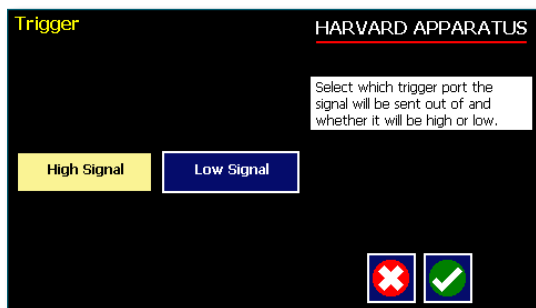 Trigger
HARVARD APPARATUS
Select which trigger port the
signal will be sent out of and
whether it will be high or low.
High Signal
Low Signal